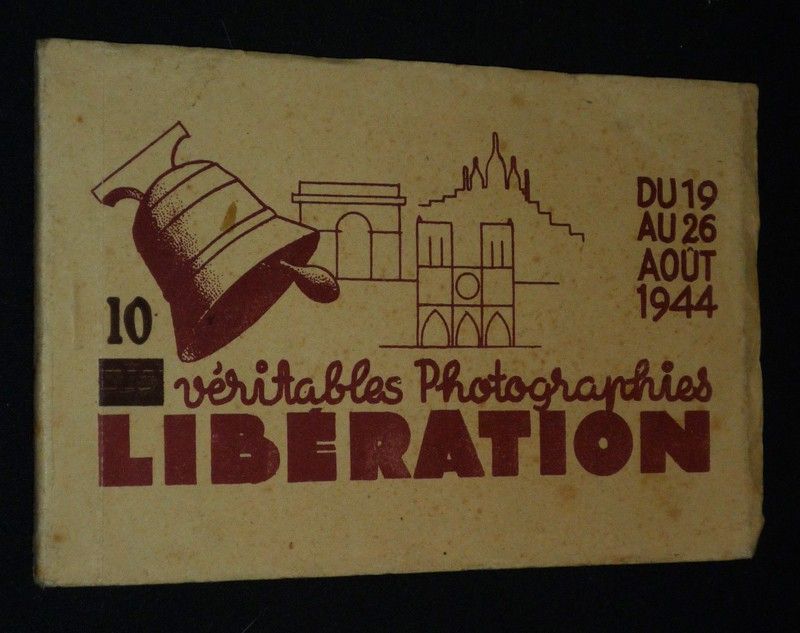 DU 19
AU 26
AOÛT
1944
10
véritables Photographies
LIBÉRATION